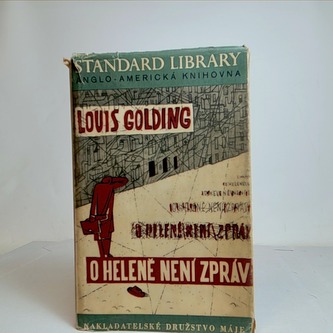 STANDARD LIBRARY
ANGLO-AMERICKÁ KNIHOVNA
LOUIS GOLDING
O HELENĚ NENÍ ZPRÁV
O HELENĚ NENÍ ZPRÁV
NAKLADATELSKÉ DRUŽSTVO MÁJE